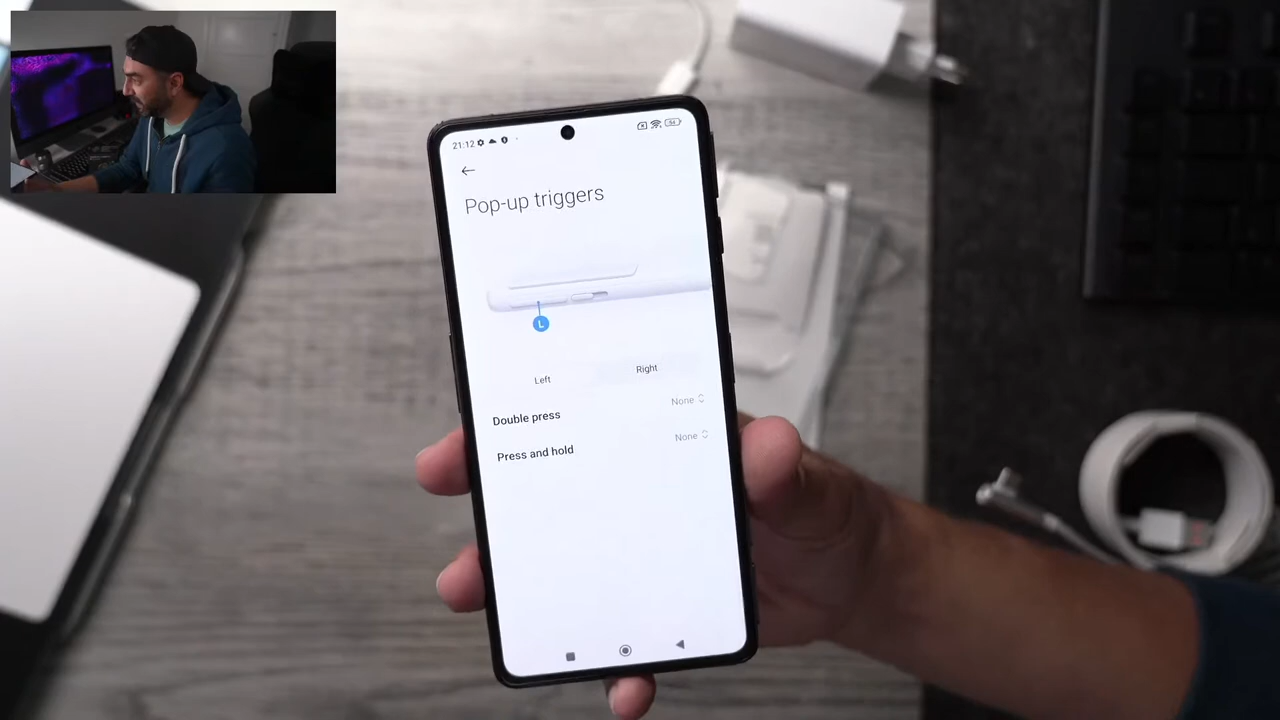 21:12
Pop-up triggers
L
Left
Right
Double press
None
Press and hold
None